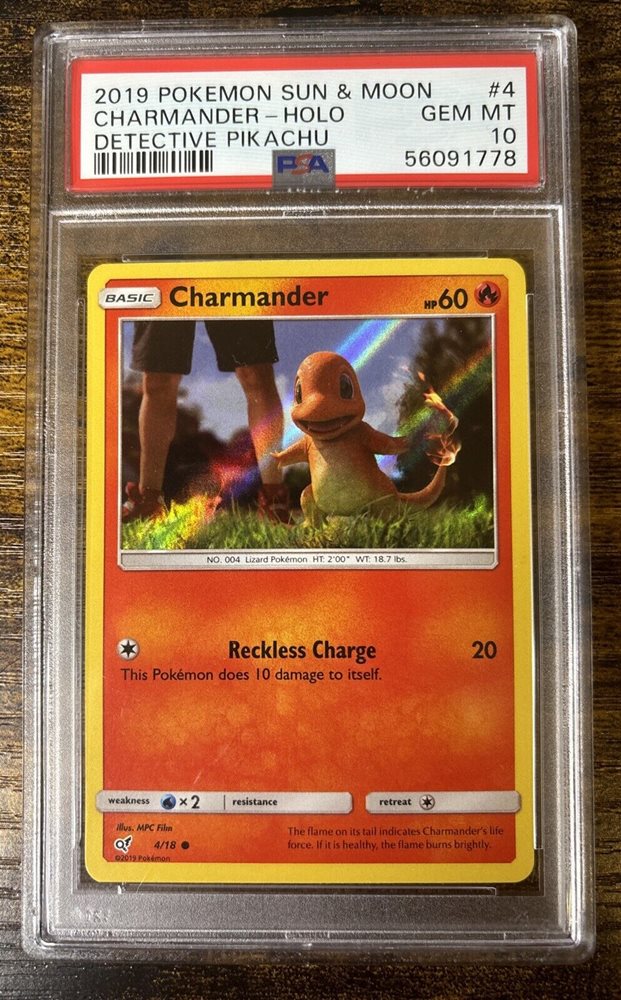 2019 POKEMON SUN & MOON #4
CHARMANDER - HOLO GEM MT
DETECTIVE PIKACHU 10
PSA 56091778
BASIC Charmander HP 60
NO. 004 Lizard Pokémon HT: 2'00" WT: 18.7 lbs.
Reckless Charge 20
This Pokémon does 10 damage to itself.
weakness ×2 resistance retreat
Illus. MPC Film
The flame on its tail indicates Charmander's life
force. If it is healthy, the flame burns brightly.
4/18
©2019 Pokémon